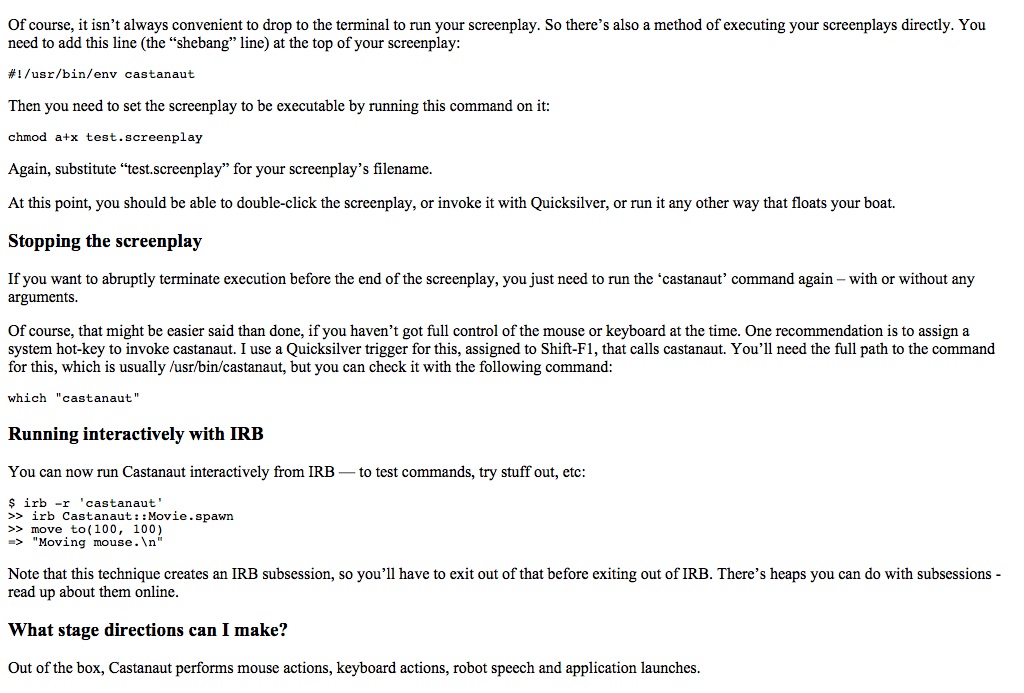 Of course, it isn’t always convenient to drop to the terminal to run your screenplay. So there’s also a method of executing your screenplays directly. You
need to add this line (the “shebang” line) at the top of your screenplay:
#!/usr/bin/env castanaut
Then you need to set the screenplay to be executable by running this command on it:
chmod a+x test.screenplay
Again, substitute “test.screenplay” for your screenplay’s filename.
At this point, you should be able to double-click the screenplay, or invoke it with Quicksilver, or run it any other way that floats your boat.
Stopping the screenplay
If you want to abruptly terminate execution before the end of the screenplay, you just need to run the ‘castanaut’ command again – with or without any
arguments.
Of course, that might be easier said than done, if you haven’t got full control of the mouse or keyboard at the time. One recommendation is to assign a
system hot-key to invoke castanaut. I use a Quicksilver trigger for this, assigned to Shift-F1, that calls castanaut. You’ll need the full path to the command
for this, which is usually /usr/bin/castanaut, but you can check it with the following command:
which "castanaut"
Running interactively with IRB
You can now run Castanaut interactively from IRB — to test commands, try stuff out, etc:
$ irb -r 'castanaut'
>> irb Castanaut::Movie.spawn
>> move to(100, 100)
=> "Moving mouse.\n"
Note that this technique creates an IRB subsession, so you’ll have to exit out of that before exiting out of IRB. There’s heaps you can do with subsessions -
read up about them online.
What stage directions can I make?
Out of the box, Castanaut performs mouse actions, keyboard actions, robot speech and application launches.